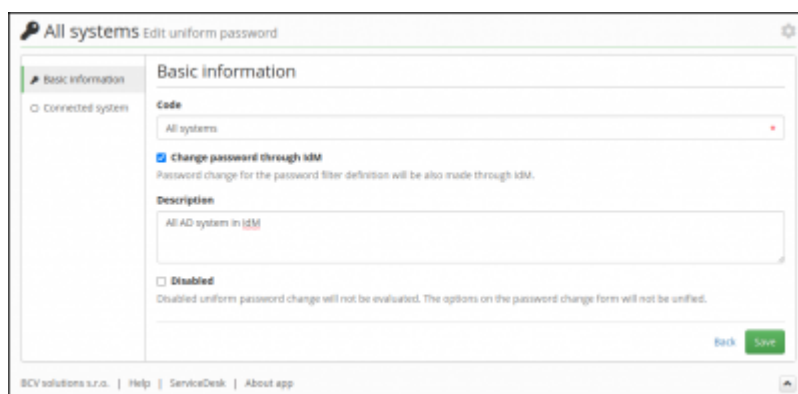 All systems Edit uniform password
Basic information
Connected system
Basic information
Code
All systems *
Change password through IdM
Password change for the password filter definition will be also made through IdM.
Description
All AD system in IdM
Disabled
Disabled uniform password change will not be evaluated. The options on the password change form will not be unified.
Back Save
BCV solutions s.r.o. | Help | ServiceDesk | About app